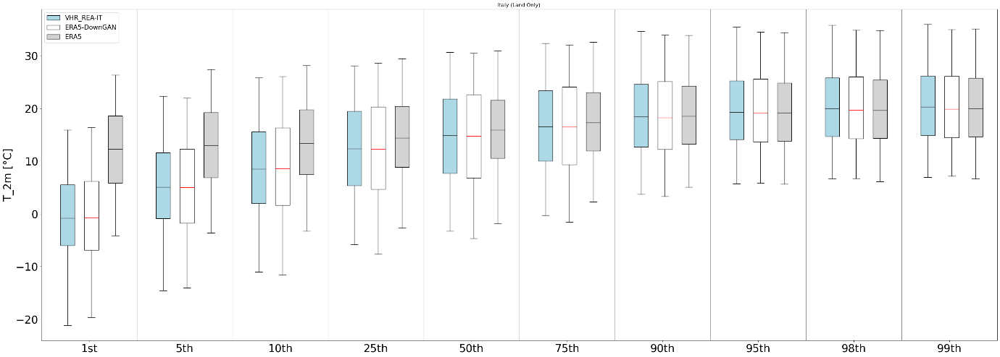 Italy (Land Only)
VHR_REA-IT
ERA5-DownGAN
ERA5
T_2m [°C]
30
20
10
0
−10
−20
1st 5th 10th 25th 50th 75th 90th 95th 98th 99th